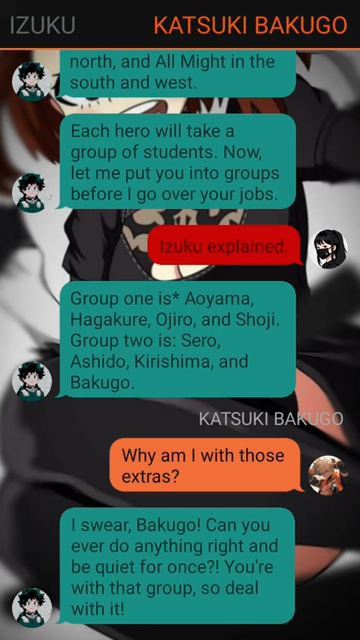 IZUKU
KATSUKI BAKUGO
north, and All Might in the
south and west.
Each hero will take a
group of students. Now,
let me put you into groups
before I go over your jobs.
Izuku explained.
Group one is* Aoyama,
Hagakure, Ojiro, and Shoji.
Group two is: Sero,
Ashido, Kirishima, and
Bakugo.
KATSUKI BAKUGO
Why am I with those
extras?
I swear, Bakugo! Can you
ever do anything right and
be quiet for once?! You're
with that group, so deal
with it!